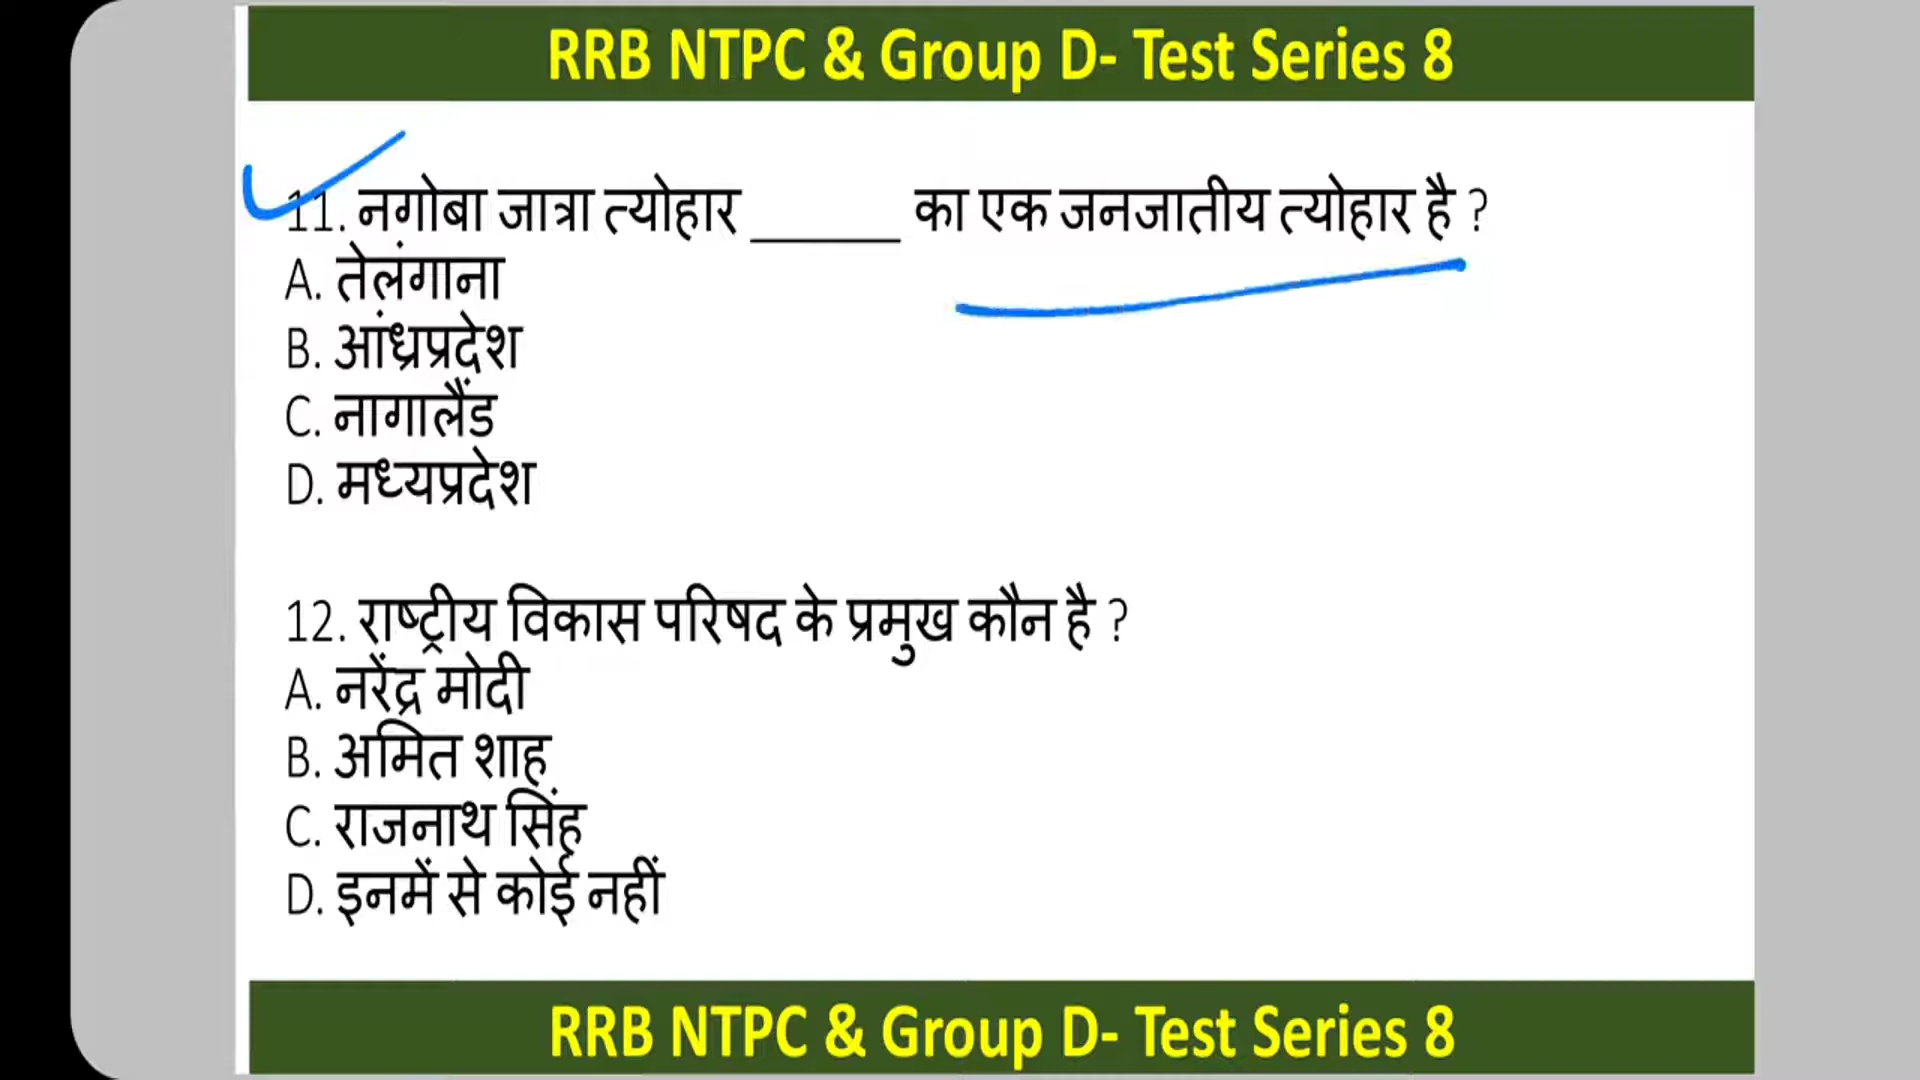 RRB NTPC & Group D- Test Series 8
11. नगोबा जात्रा त्योहार ______ का एक जनजातीय त्योहार है ?
A. तेलंगाना
B. आंध्रप्रदेश
C. नागालैंड
D. मध्यप्रदेश
12. राष्ट्रीय विकास परिषद के प्रमुख कौन है ?
A. नरेंद्र मोदी
B. अमित शाह
C. राजनाथ सिंह
D. इनमें से कोई नहीं
RRB NTPC & Group D- Test Series 8